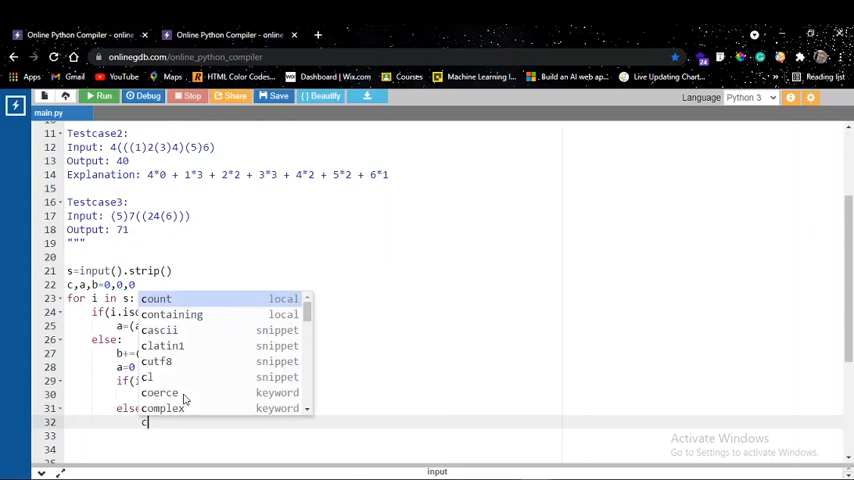 Online Python Compiler - ( Online Python Compiler - (
onlinegdb.com/online_python_compiler 24
Apps Gmail YouTube Maps HTML Color Codes... Dashboard | Wix.com Courses Machine Learning I... Build an AI web ap... Live Updating Chart... Reading list
Run Debug Stop Share Save {} Beautify Language Python 3
main.py
10
11 Testcase2:
12 Input: 4(((1)2(3)4)(5)6)
13 Output: 40
14 Explanation: 4*0 + 1*3 + 2*2 + 3*3 + 4*2 + 5*2 + 6*1
15
16 Testcase3:
17 Input: (5)7((24(6)))
18 Output: 71
19 """
20
21 s=input().strip()
22 c,a,b=0,0,0
23 for i in s:
24 if(i.is
25 a=(a
26 else:
27 b+=(
28 a=0
29 if(i
30
31 else
32 c
33
34
35
count local
containing local
cascii snippet
clatin1 snippet
cutf8 snippet
cl snippet
coerce keyword
complex keyword
Activate Windows
Go to Settings to activate Windows.
input